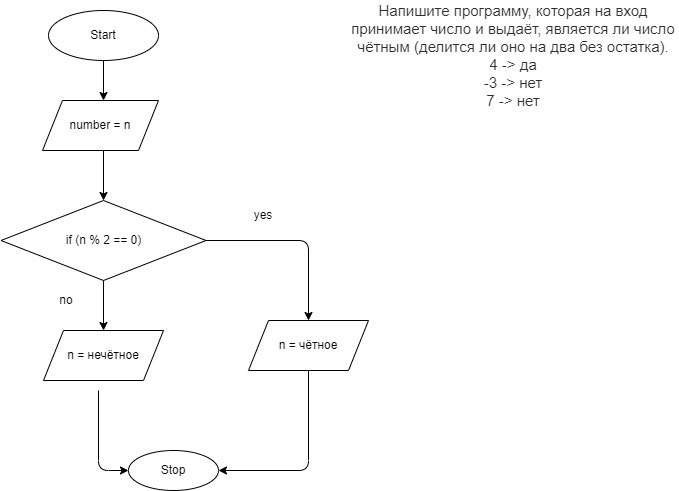 Start
number = n
if (n % 2 == 0)
yes
no
n = нечётное
n = чётное
Stop
Напишите программу, которая на вход
принимает число и выдаёт, является ли число
чётным (делится ли оно на два без остатка).
4 -> да
-3 -> нет
7 -> нет